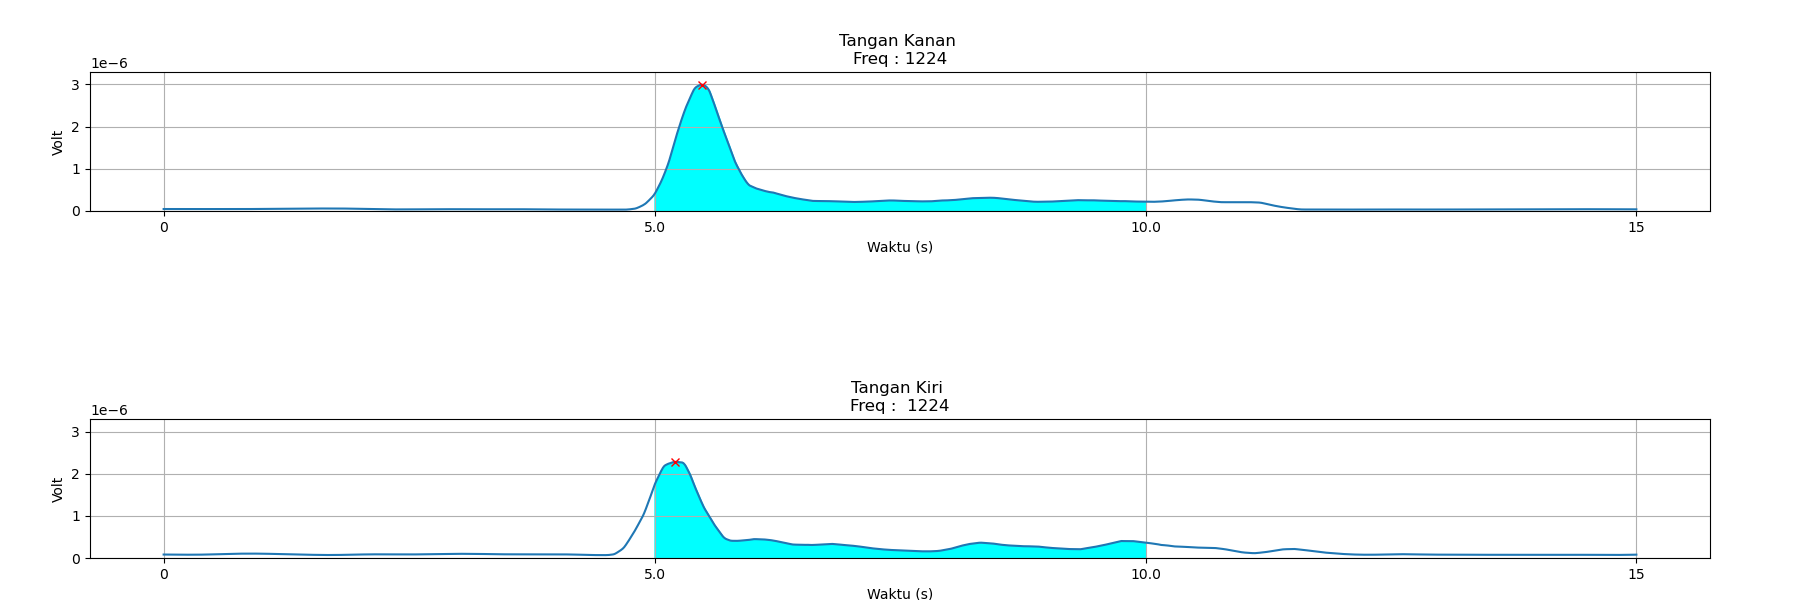 Tangan Kanan
Freq : 1224
1e−6
3
2
1
0
Volt
0 5.0 10.0 15
Waktu (s)
Tangan Kiri
Freq :  1224
1e−6
3
2
1
0
Volt
0 5.0 10.0 15
Waktu (s)